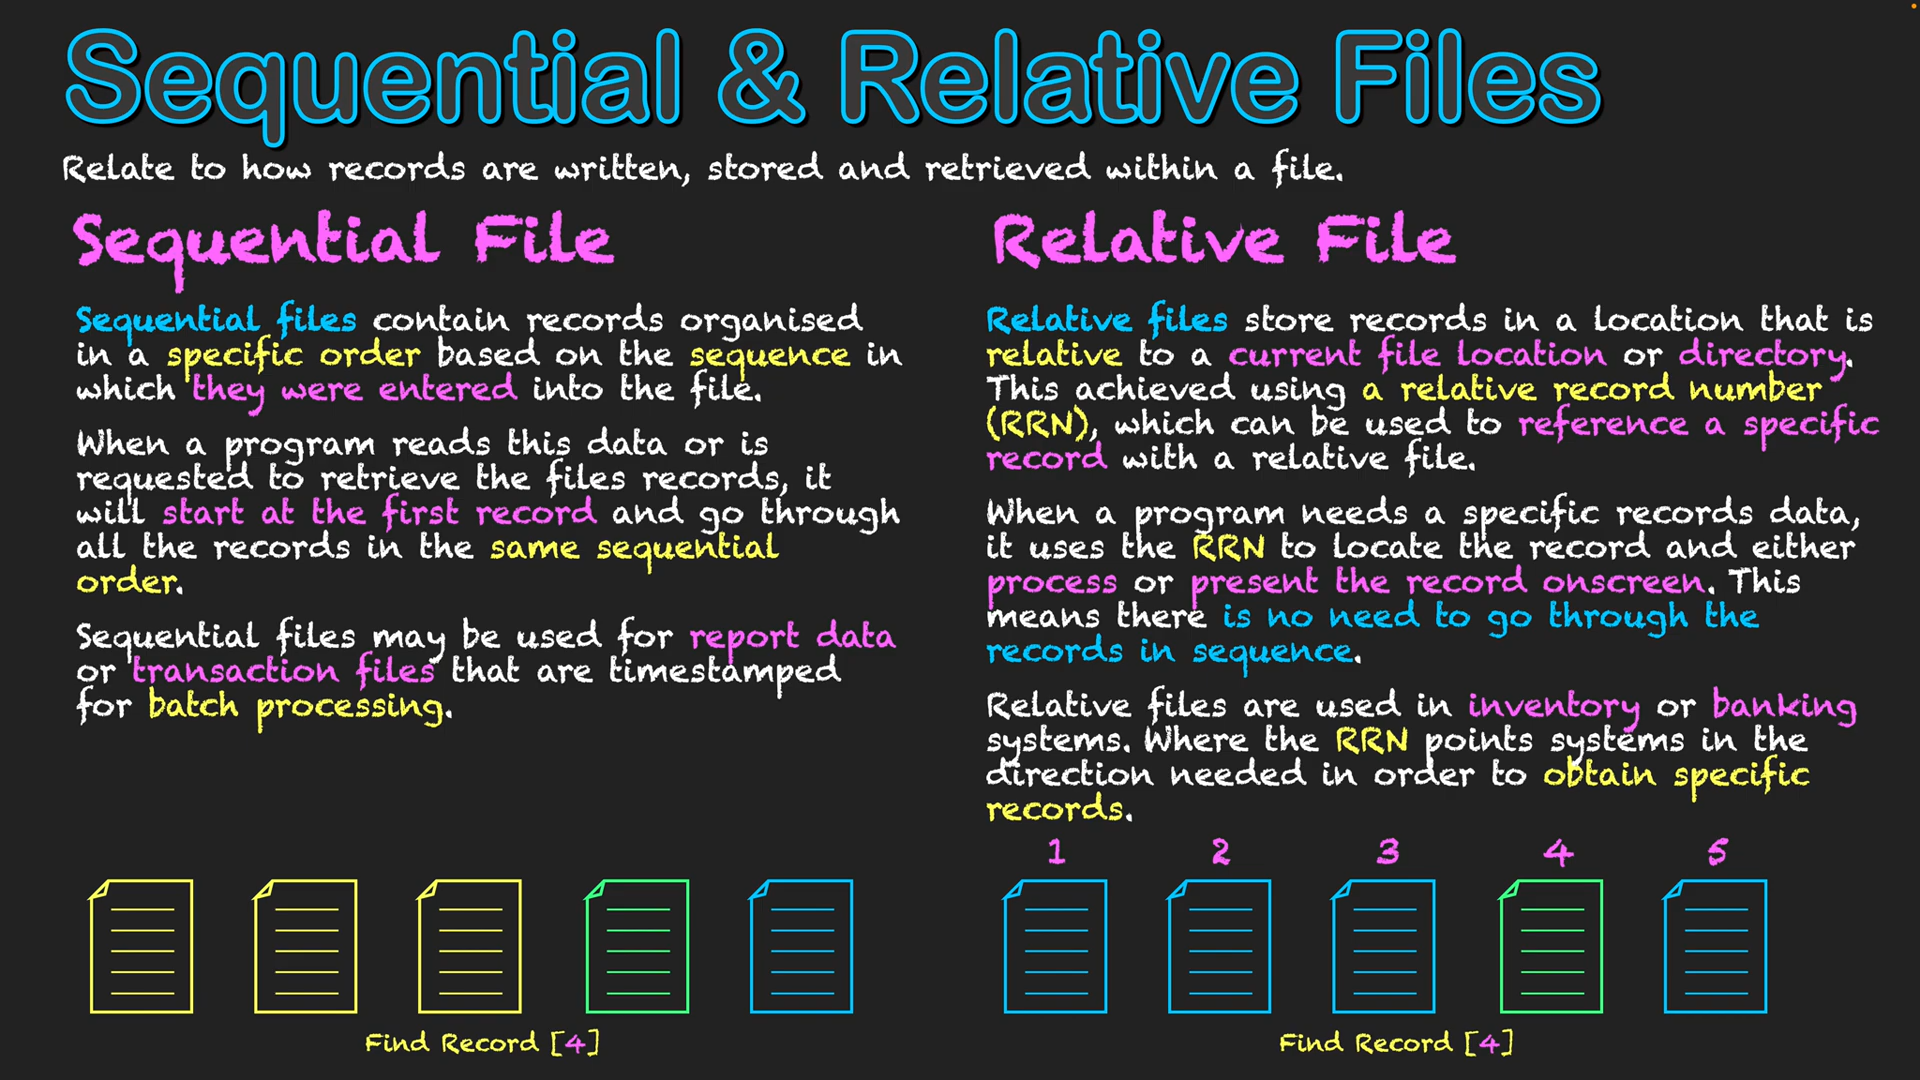 Sequential & Relative Files
Relate to how records are written, stored and retrieved within a file.
Sequential File
Sequential files contain records organised
in a specific order based on the sequence in
which they were entered into the file.
When a program reads this data or is
requested to retrieve the files records, it
will start at the first record and go through
all the records in the same sequential
order.
Sequential files may be used for report data
or transaction files that are timestamped
for batch processing.
Find Record [4]
Relative File
Relative files store records in a location that is
relative to a current file location or directory.
This achieved using a relative record number
(RRN), which can be used to reference a specific
record with a relative file.
When a program needs a specific records data,
it uses the RRN to locate the record and either
process or present the record onscreen. This
means there is no need to go through the
records in sequence.
Relative files are used in inventory or banking
systems. Where the RRN points systems in the
direction needed in order to obtain specific
records.
1 2 3 4 5
Find Record [4]